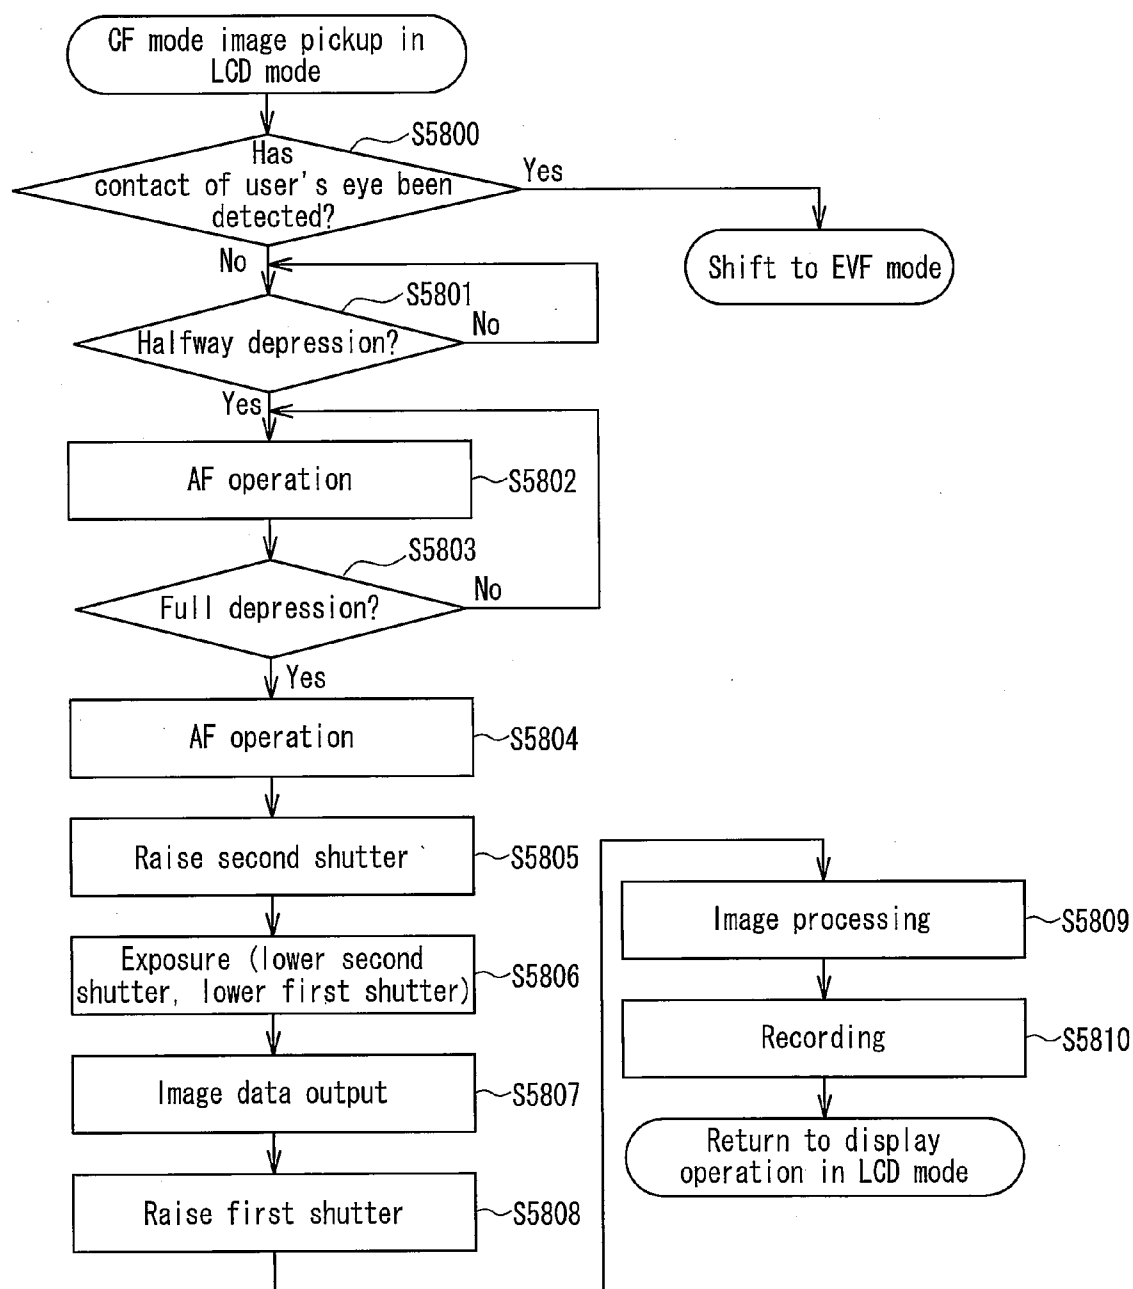 CF mode image pickup in
LCD mode
S5800
Has
contact of user's eye been
detected?
Yes
No
Shift to EVF mode
S5801
Halfway depression?
No
Yes
AF operation
S5802
S5803
Full depression?
No
Yes
AF operation
S5804
Raise second shutter
S5805
Exposure (lower second
shutter, lower first shutter)
S5806
Image data output
S5807
Raise first shutter
S5808
Image processing
S5809
Recording
S5810
Return to display
operation in LCD mode